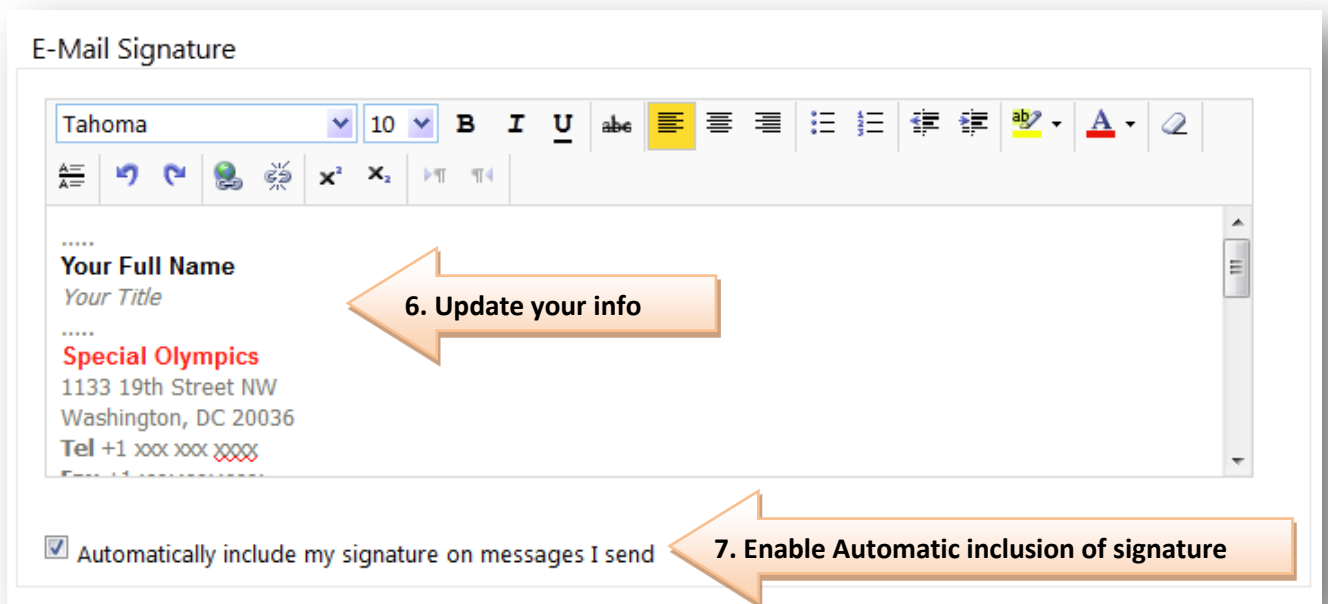 E-Mail Signature
Tahoma 10 B I U abc
.....
Your Full Name
Your Title
6. Update your info
.....
Special Olympics
1133 19th Street NW
Washington, DC 20036
Tel +1 xxx xxx xxxx
Automatically include my signature on messages I send
7. Enable Automatic inclusion of signature